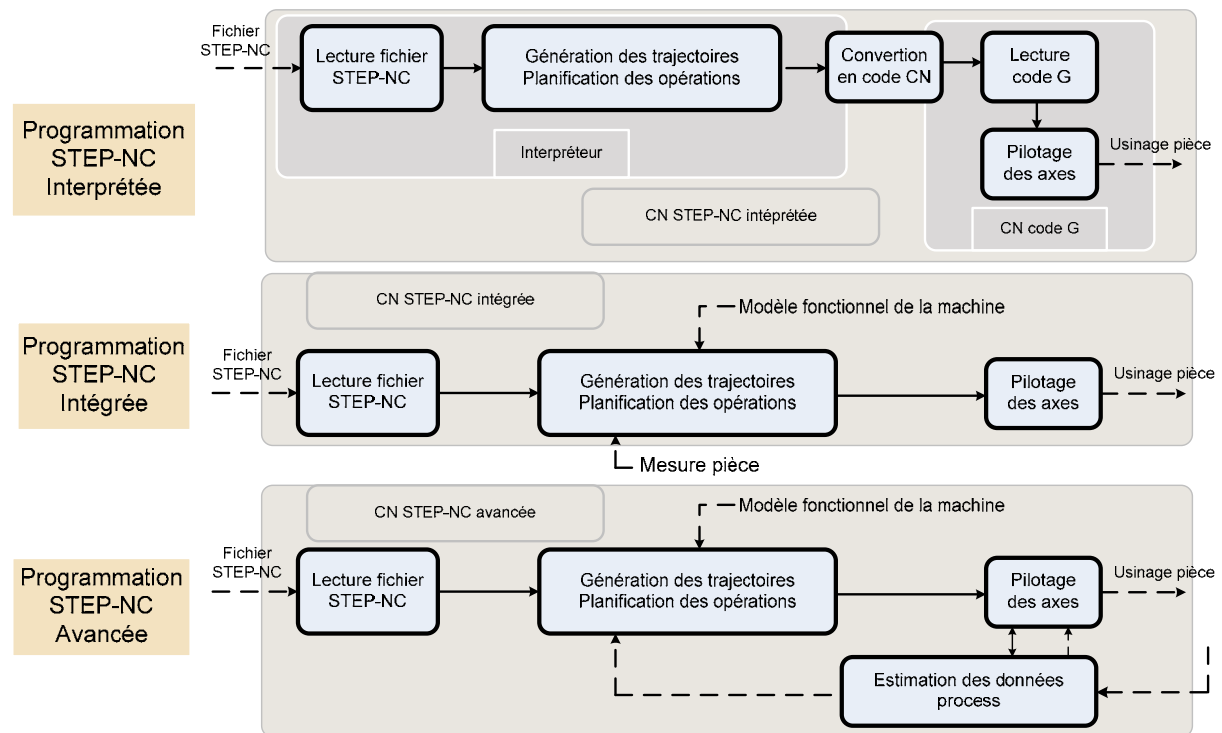 Fichier
STEP-NC
Lecture fichier
STEP-NC
Génération des trajectoires
Planification des opérations
Convertion
en code CN
Lecture
code G
Programmation
STEP-NC
Interprétée
Interpréteur
Pilotage
des axes
Usinage pièce
CN STEP-NC intéprétée
CN code G
Programmation
STEP-NC
Intégrée
CN STEP-NC intégrée
Modèle fonctionnel de la machine
Fichier
STEP-NC
Lecture fichier
STEP-NC
Génération des trajectoires
Planification des opérations
Pilotage
des axes
Usinage pièce
Mesure pièce
Programmation
STEP-NC
Avancée
CN STEP-NC avancée
Modèle fonctionnel de la machine
Fichier
STEP-NC
Lecture fichier
STEP-NC
Génération des trajectoires
Planification des opérations
Pilotage
des axes
Usinage pièce
Estimation des données
process